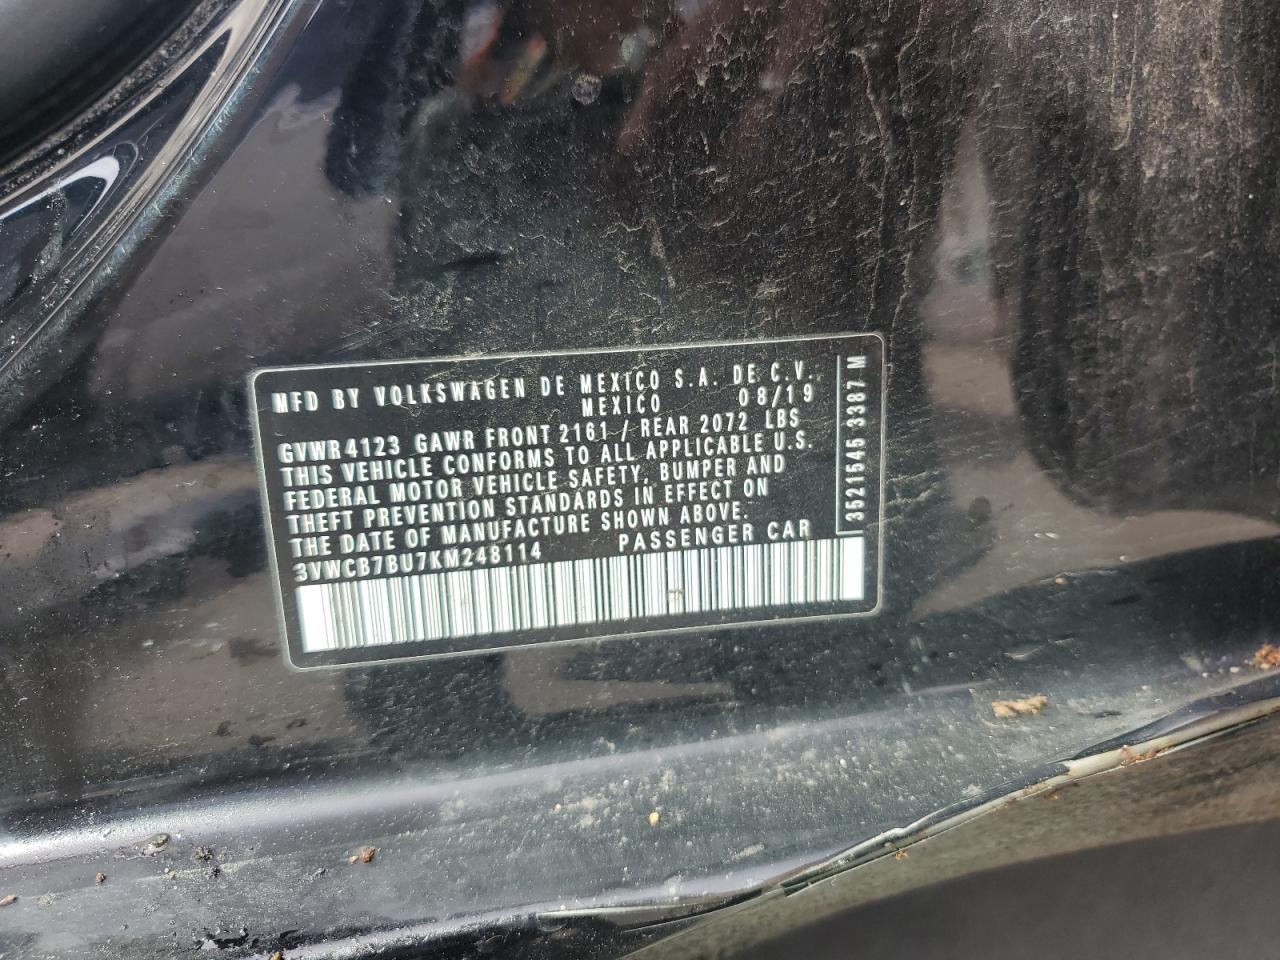 MFD BY VOLKSWAGEN DE MEXICO S.A. DE C.V.,
MEXICO 08/19
GVWR 4123 GAWR FRONT 2161 / REAR 2072 LBS
THIS VEHICLE CONFORMS TO ALL APPLICABLE U.S.
FEDERAL MOTOR VEHICLE SAFETY, BUMPER AND
THEFT PREVENTION STANDARDS IN EFFECT ON
THE DATE OF MANUFACTURE SHOWN ABOVE.
3VWCB7BU7KM248114 PASSENGER CAR
3521545 3387 M